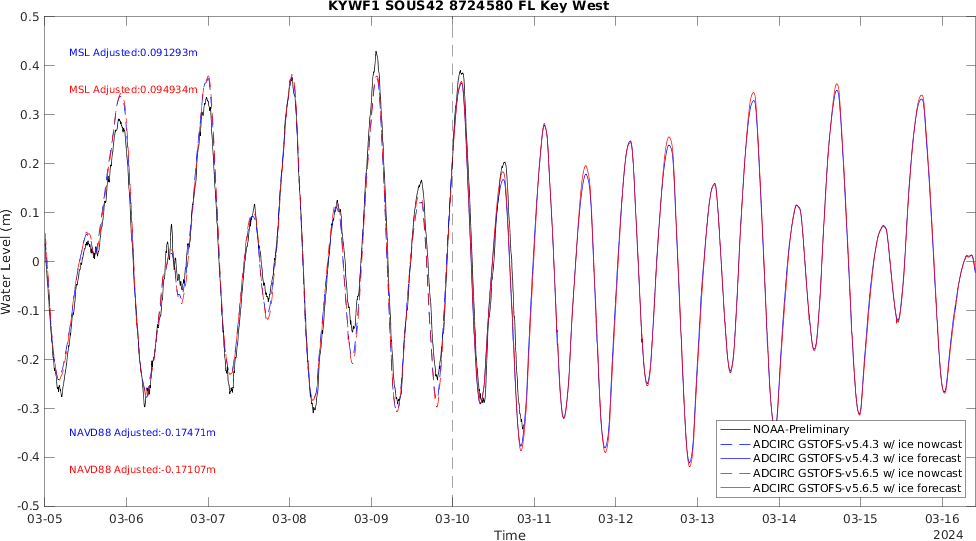 KYWF1 SOUS42 8724580 FL Key West
0.5
0.4
0.3
0.2
0.1
0
-0.1
-0.2
-0.3
-0.4
-0.5
Water Level (m)
MSL Adjusted:0.091293m
MSL Adjusted:0.094934m
NAVD88 Adjusted:-0.17471m
NAVD88 Adjusted:-0.17107m
NOAA-Preliminary
ADCIRC GSTOFS-v5.4.3 w/ ice nowcast
ADCIRC GSTOFS-v5.4.3 w/ ice forecast
ADCIRC GSTOFS-v5.6.5 w/ ice nowcast
ADCIRC GSTOFS-v5.6.5 w/ ice forecast
03-05 03-06 03-07 03-08 03-09 03-10 03-11 03-12 03-13 03-14 03-15 03-16
Time
2024